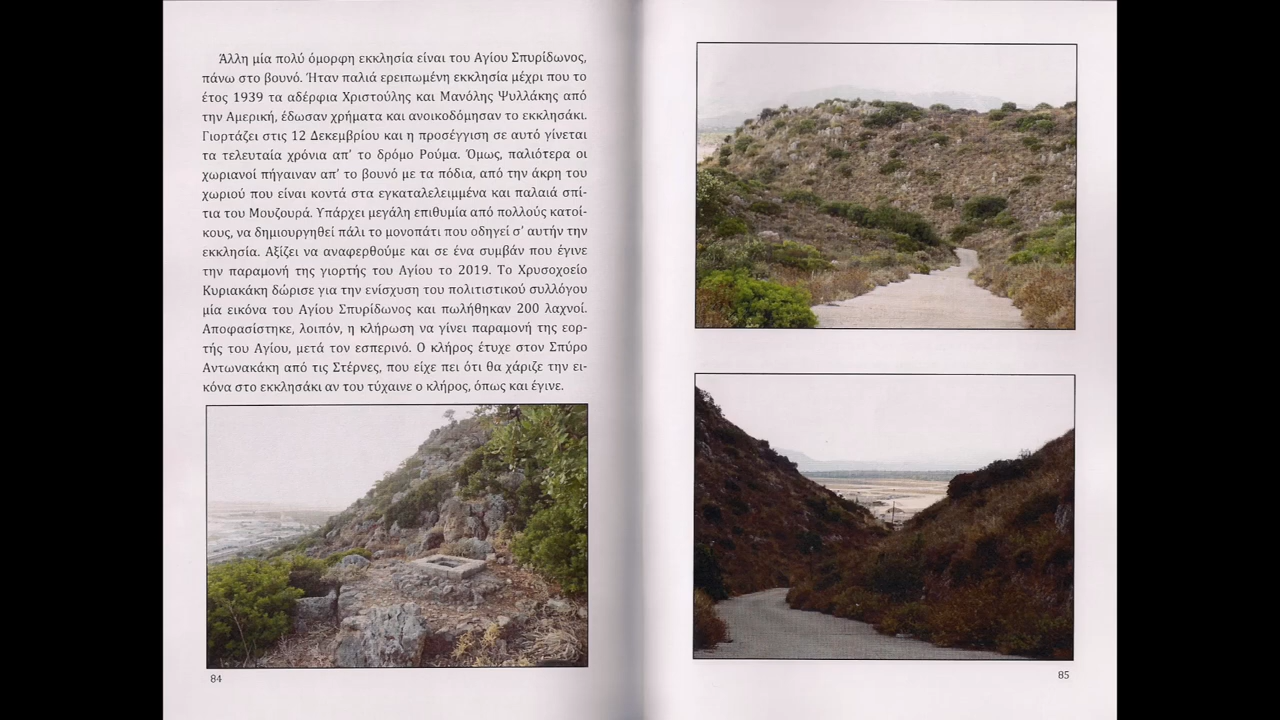 Άλλη μία πολύ όμορφη εκκλησία είναι του Αγίου Σπυρίδωνος,
πάνω στο βουνό. Ήταν παλιά ερειπωμένη εκκλησία μέχρι που το
έτος 1939 τα αδέρφια Χριστούλης και Μανόλης Ψυλλάκης από
την Αμερική, έδωσαν χρήματα και ανοικοδόμησαν το εκκλησάκι.
Γιορτάζει στις 12 Δεκεμβρίου και η προσέγγιση σε αυτό γίνεται
τα τελευταία χρόνια απ’ το δρόμο Ρούμα. Όμως, παλιότερα οι
χωριανοί πήγαιναν απ’ το βουνό με τα πόδια, από την άκρη του
χωριού που είναι κοντά στα εγκαταλελειμμένα και παλαιά σπί-
τια του Μουζουρά. Υπάρχει μεγάλη επιθυμία από πολλούς κατοί-
κους, να δημιουργηθεί πάλι το μονοπάτι που οδηγεί σ’ αυτήν την
εκκλησία. Αξίζει να αναφερθούμε και σε ένα συμβάν που έγινε
την παραμονή της γιορτής του Αγίου το 2019. Το Χρυσοχοείο
Κυριακάκη δώρισε για την ενίσχυση του πολιτιστικού συλλόγου
μία εικόνα του Αγίου Σπυρίδωνος και πωλήθηκαν 200 λαχνοί.
Αποφασίστηκε, λοιπόν, η κλήρωση να γίνει παραμονή της εορ-
τής του Αγίου, μετά τον εσπερινό. Ο κλήρος έτυχε στον Σπύρο
Αντωνακάκη από τις Στέρνες, που είχε πει ότι θα χάριζε την ει-
κόνα στο εκκλησάκι αν του τύχαινε ο κλήρος, όπως και έγινε.
84
85